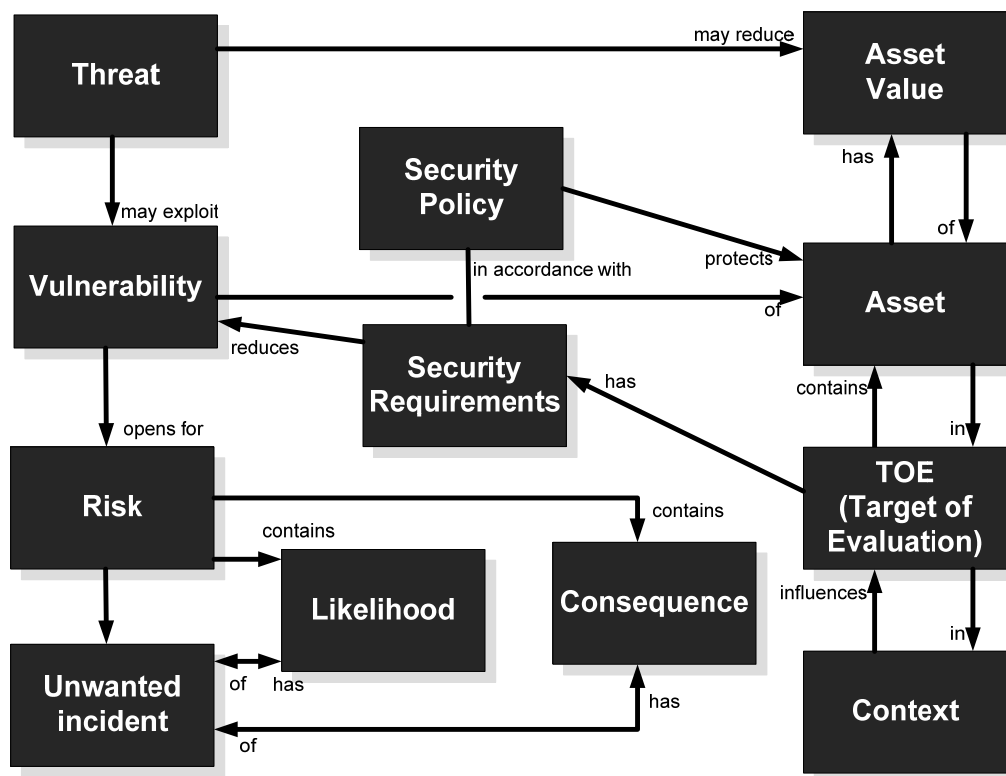 may reduce
Threat
Asset
Value
has
Security
Policy
may exploit
of
protects
in accordance with
Vulnerability
Asset
of
reduces
Security
Requirements
has
contains
opens for
in
Risk
TOE
(Target of
Evaluation)
contains
contains
Likelihood
Consequence
influences
in
of
has
Unwanted
incident
has
Context
of